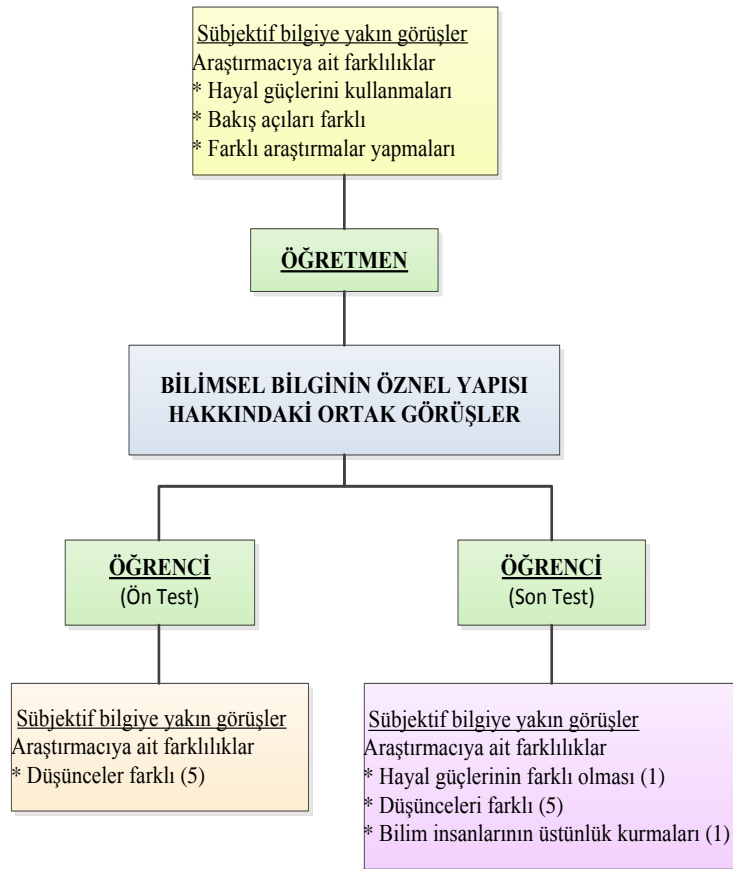 Sübjektif bilgiye yakın görüşler
Araştırmacıya ait farklılıklar
* Hayal güçlerini kullanmaları
* Bakış açıları farklı
* Farklı araştırmalar yapmaları
ÖĞRETMEN
BİLİMSEL BİLGİNİN ÖZNEL YAPISI
HAKKINDAKİ ORTAK GÖRÜŞLER
ÖĞRENCİ
(Ön Test)
ÖĞRENCİ
(Son Test)
Sübjektif bilgiye yakın görüşler
Araştırmacıya ait farklılıklar
* Düşünceler farklı (5)
Sübjektif bilgiye yakın görüşler
Araştırmacıya ait farklılıklar
* Hayal güçlerinin farklı olması (1)
* Düşünceleri farklı (5)
* Bilim insanlarının üstünlük kurmaları (1)